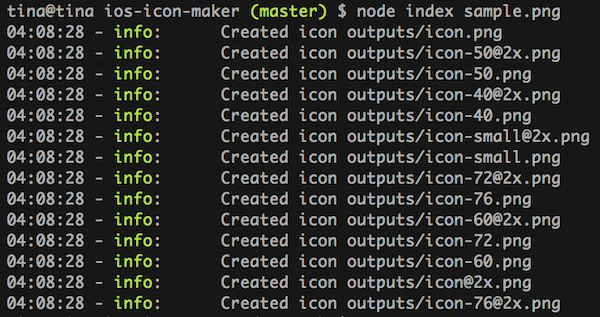 tina@tina ios-icon-maker (master) $ node index sample.png
04:08:28 - info: Created icon outputs/icon.png
04:08:28 - info: Created icon outputs/icon-50@2x.png
04:08:28 - info: Created icon outputs/icon-50.png
04:08:28 - info: Created icon outputs/icon-40@2x.png
04:08:28 - info: Created icon outputs/icon-40.png
04:08:28 - info: Created icon outputs/icon-small@2x.png
04:08:28 - info: Created icon outputs/icon-small.png
04:08:28 - info: Created icon outputs/icon-72@2x.png
04:08:28 - info: Created icon outputs/icon-76.png
04:08:28 - info: Created icon outputs/icon-60@2x.png
04:08:28 - info: Created icon outputs/icon-72.png
04:08:28 - info: Created icon outputs/icon-60.png
04:08:28 - info: Created icon outputs/icon@2x.png
04:08:28 - info: Created icon outputs/icon-76@2x.png